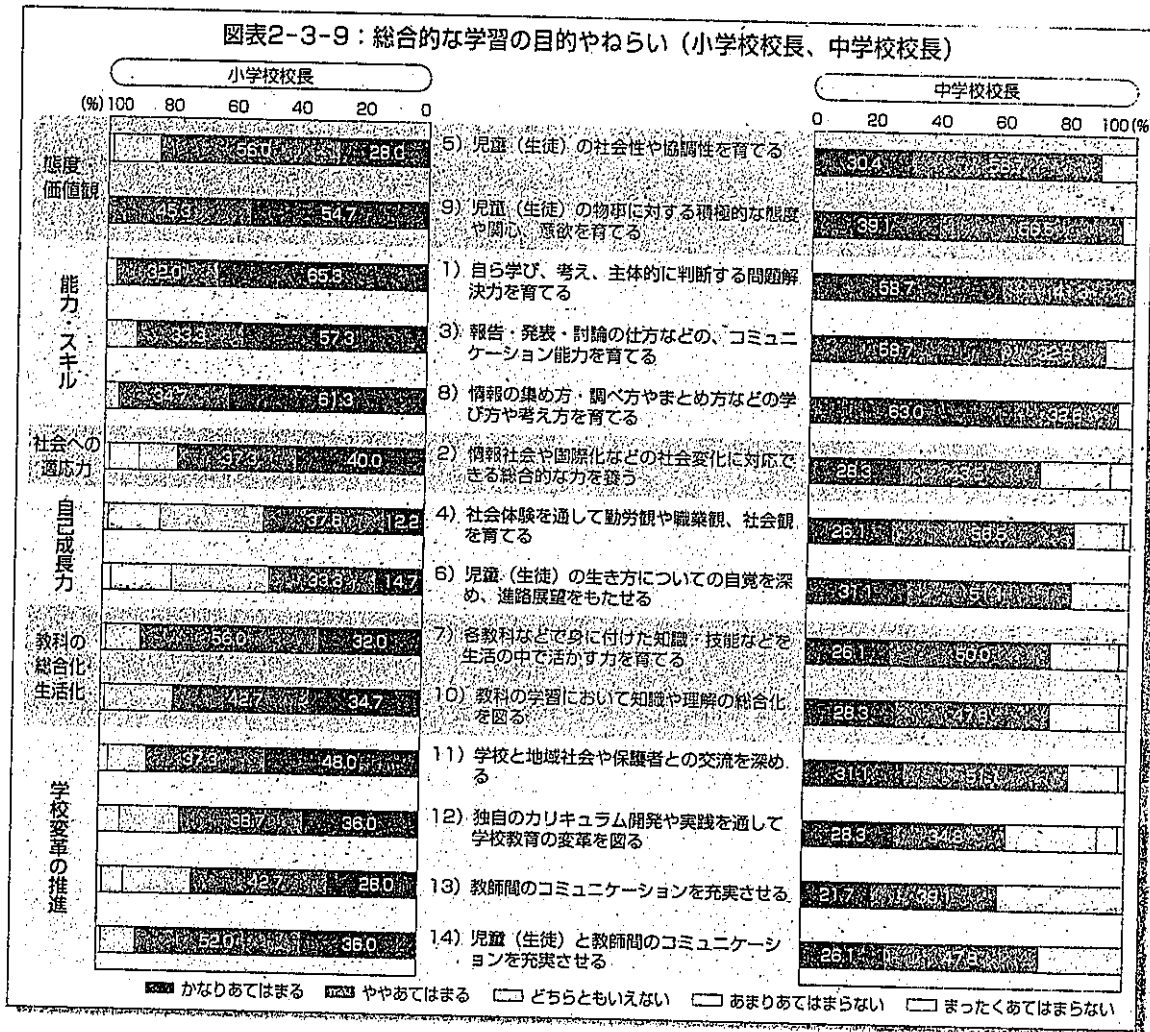 図表2-3-9：総合的な学習の目的やねらい（小学校校長、中学校校長）
小学校校長
中学校校長
(%) 100 80 60 40 20 0
0 20 40 60 80 100(%
態度
価値観
56.0 28.0
5）児童（生徒）の社会性や協調性を育てる
30.4
45.3 54.7
9）児童（生徒）の物事に対する積極的な態度
や関心、意欲を育てる
39.1 56.5
能力・スキル
32.0 65.3
1）自ら学び、考え、主体的に判断する問題解
決力を育てる
58.7
33.3 57.3
3）報告・発表・討論の仕方などの、コミュニ
ケーション能力を育てる
34.7 61.3
8）情報の集め方・調べ方やまとめ方などの学
び方や考え方を育てる
63.0 32.6
社会への
適応力
37.3 40.0
2）情報社会や国際化などの社会変化に対応で
きる総合的な力を養う
28.3
自己成長力
37.8 12.2
4）社会体験を通して勤労観や職業観、社会観
を育てる
26.1 56.5
33.3 14.7
6）児童（生徒）の生き方についての自覚を深
め、進路展望をもたせる
31.1
教科の
総合化・
生活化
56.0 32.0
7）各教科などで身に付けた知識・技能などを
生活の中で活かす力を育てる
26.1 50.0
42.7 34.7
10）教科の学習において知識や理解の総合化
を図る
28.3 47.8
学校変革の推進
37.3 48.0
11）学校と地域社会や保護者との交流を深め
る
31.1 51.1
38.7 36.0
12）独自のカリキュラム開発や実践を通して
学校教育の変革を図る
28.3 34.8
42.7 28.0
13）教師間のコミュニケーションを充実させる
21.7 39.1
52.0 36.0
14）児童（生徒）と教師間のコミュニケーシ
ョンを充実させる
26.1 47.8
かなりあてはまる ややあてはまる どちらともいえない あまりあてはまらない まったくあてはまらない